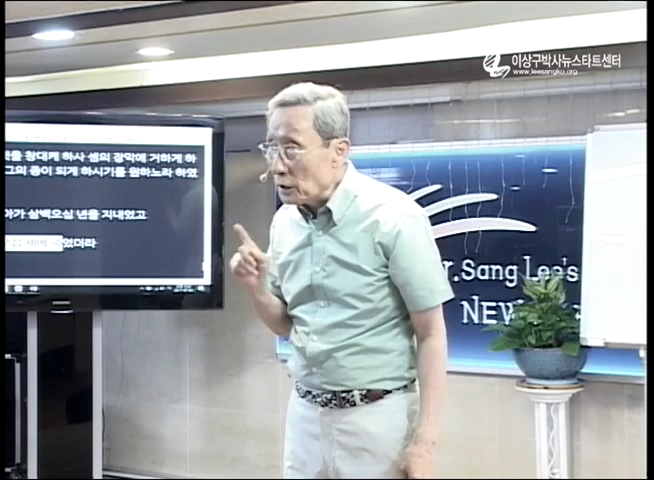 이상구박사뉴스타트센터
www.leesangku.org
을 창대케 하사 셈의 장막에 거하게 하
그의 종이 되게 하시기를 원하노라 하였
아가 삼백오십 년을 지내었고
었더라
r.Sang Lee's
NEW